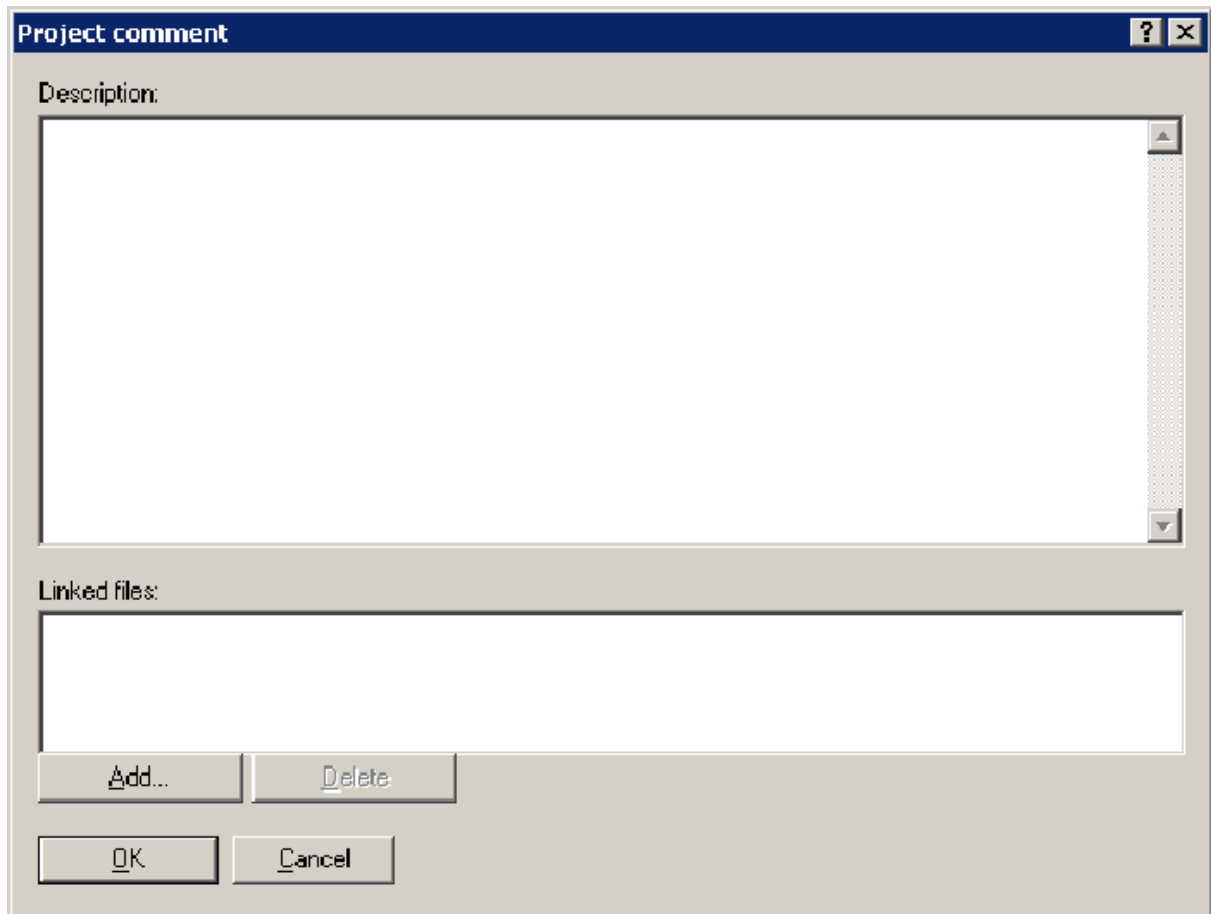 Project comment
Description:
Linked files:
Add... Delete
OK Cancel